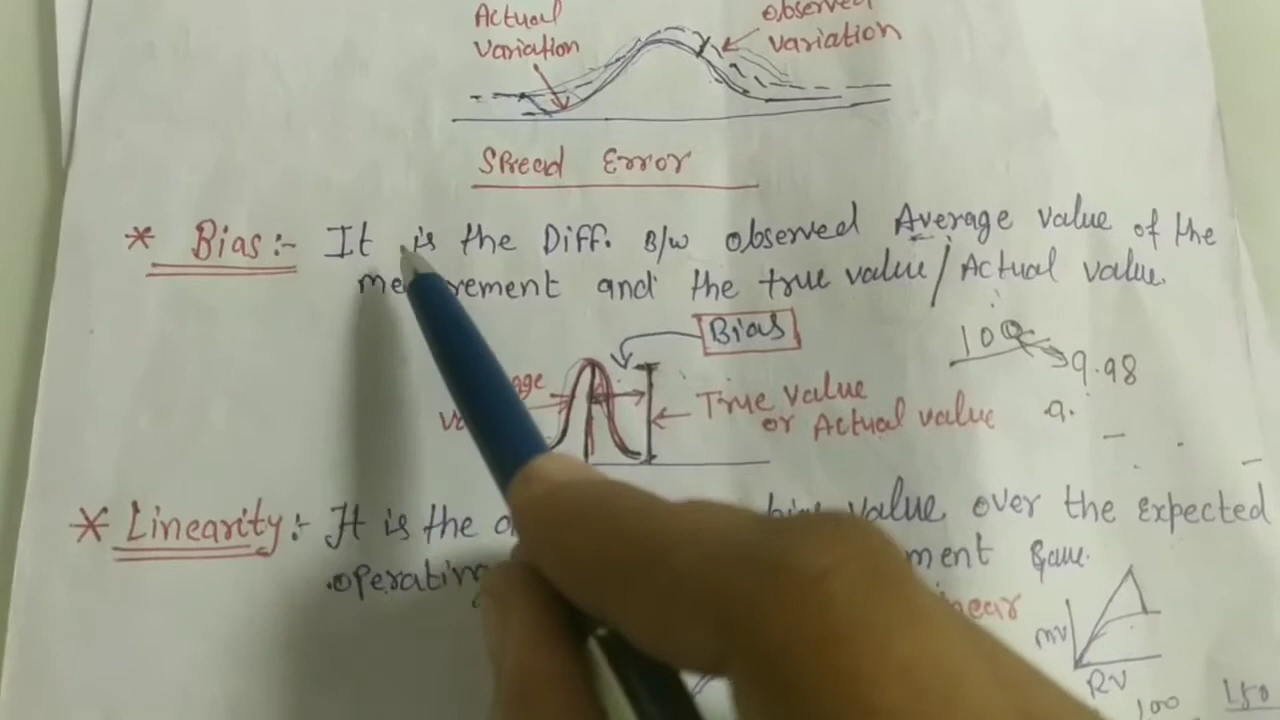 Actual
Variation
observed
variation
Spread Error
* Bias:- It is the Diff. B/w observed Average value of the
measurement and the true value/Actual value.
Bias
100
9.98
9.
True value
or Actual value
* Linearity:- It is the value over the Expected
operating
mv
RV
100
150